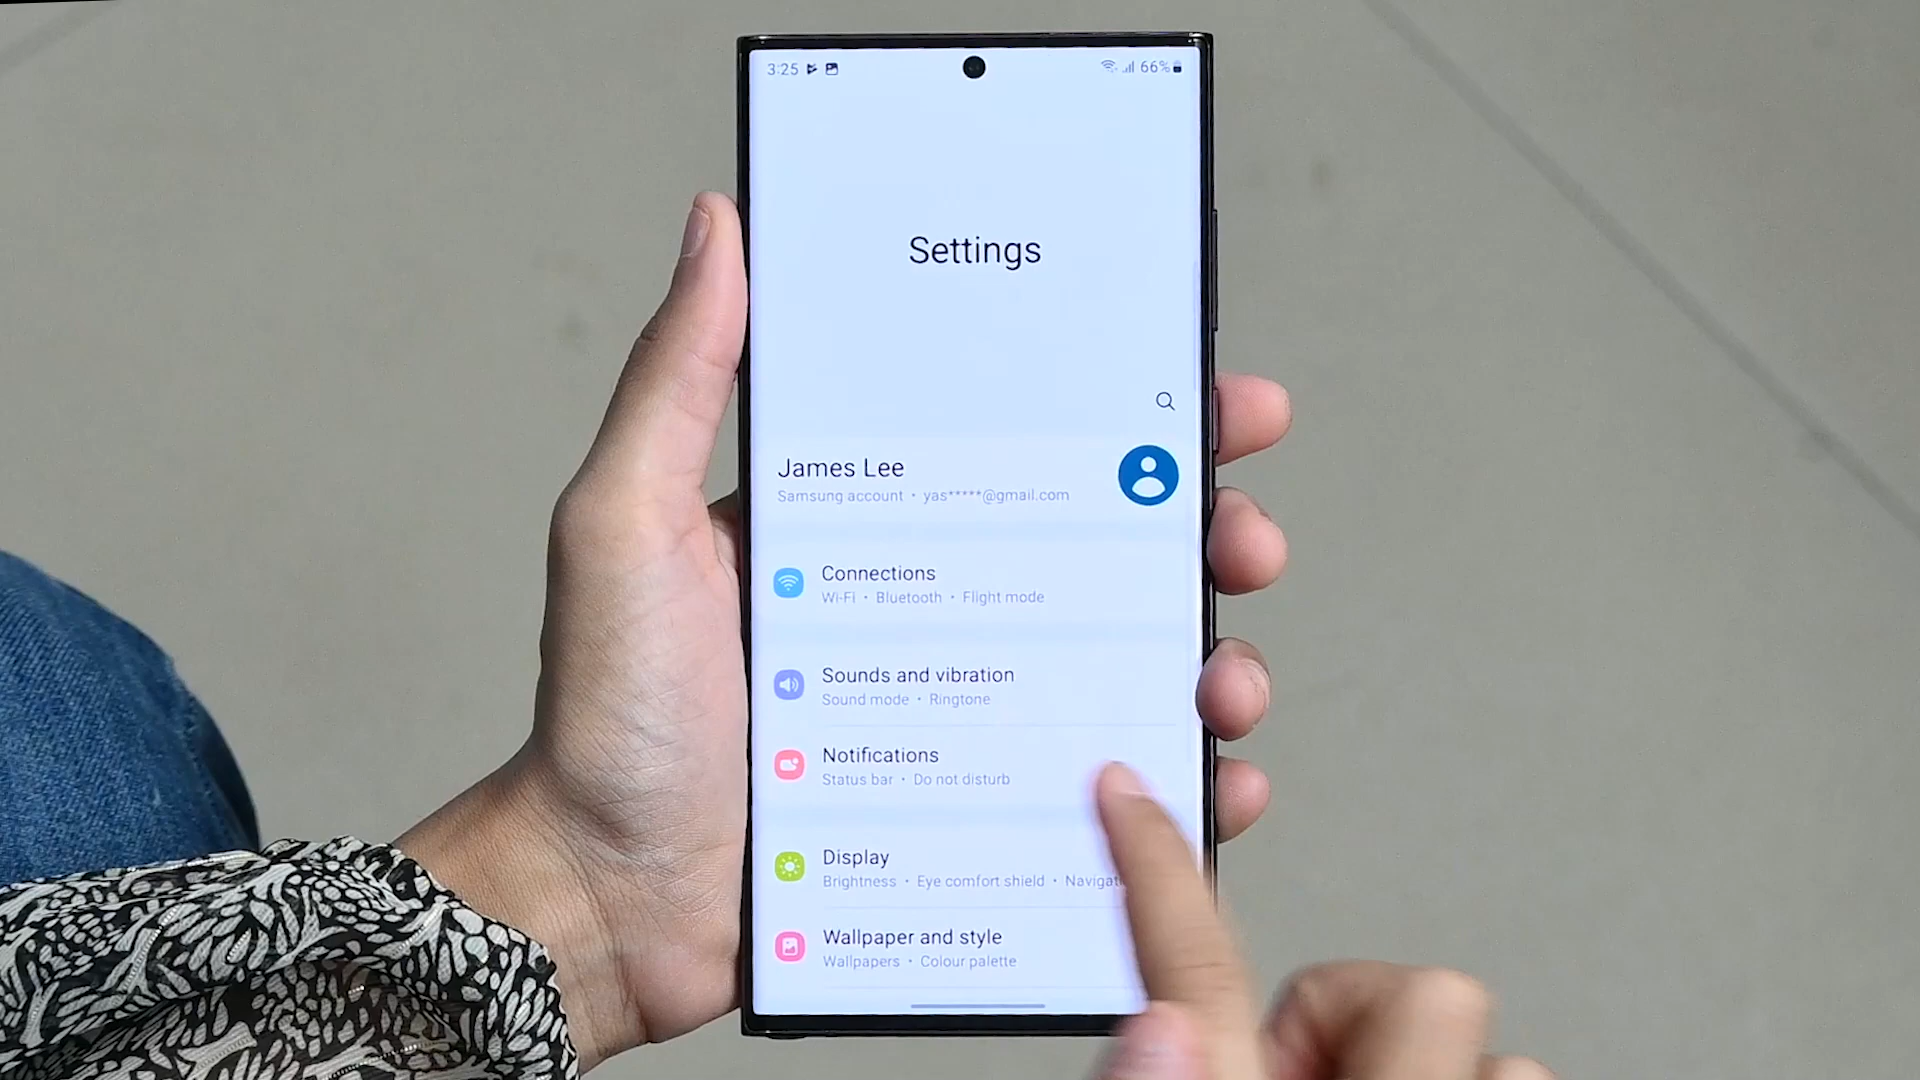 3:25
66%
Settings
James Lee
Samsung account • yas*****@gmail.com
Connections
Wi-Fi • Bluetooth • Flight mode
Sounds and vibration
Sound mode • Ringtone
Notifications
Status bar • Do not disturb
Display
Brightness • Eye comfort shield • Navigat
Wallpaper and style
Wallpapers • Colour palette